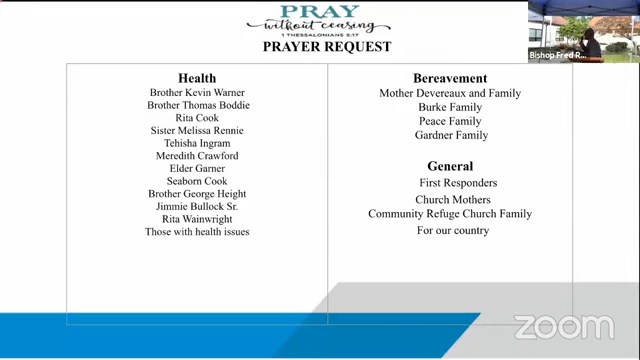 PRAY
without ceasing
1 THESSALONIANS 5:17
PRAYER REQUEST
Bishop Fred R...
Health
Brother Kevin Warner
Brother Thomas Boddie
Rita Cook
Sister Melissa Rennie
Tehisha Ingram
Meredith Crawford
Elder Garner
Seaborn Cook
Brother George Height
Jimmie Bullock Sr.
Rita Wainwright
Those with health issues
Bereavement
Mother Devereaux and Family
Burke Family
Peace Family
Gardner Family
General
First Responders
Church Mothers
Community Refuge Church Family
For our country
zoom